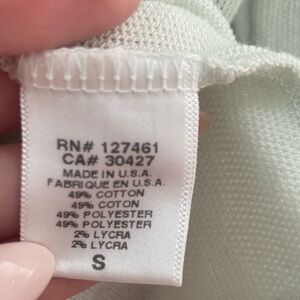 RN# 127461
CA# 30427
MADE IN U.S.A.
FABRIQUE EN U.S.A.
49% COTTON
49% COTON
49% POLYESTER
49% POLYESTER
2% LYCRA
2% LYCRA
S